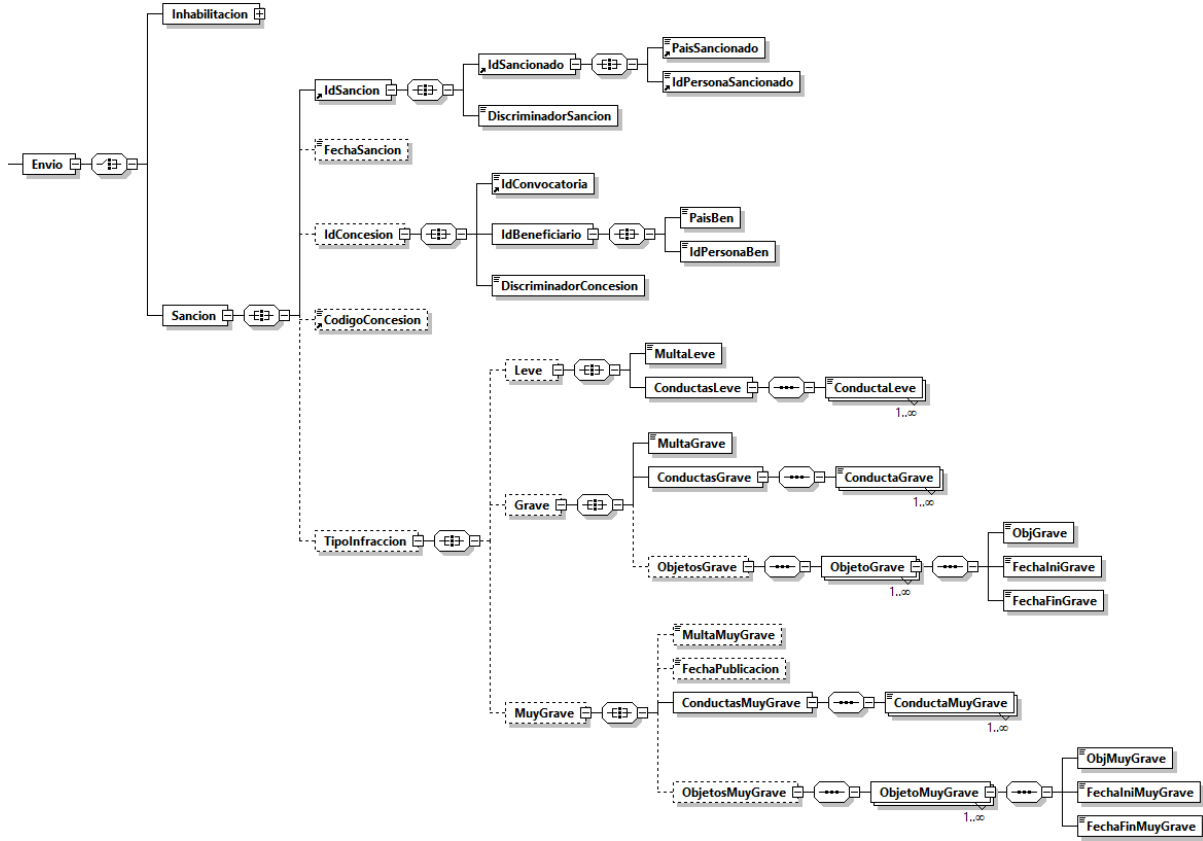 Inhabilitacion
PaisSancionado
IdSancionado
IdPersonaSancionado
IdSancion
DiscriminadorSancion
FechaSancion
Envio
IdConvocatoria
PaisBen
IdConcesion
IdBeneficiario
IdPersonaBen
DiscriminadorConcesion
Sancion
CodigoConcesion
MultaLeve
Leve
ConductasLeve
ConductaLeve
1..∞
MultaGrave
ConductasGrave
ConductaGrave
1..∞
Grave
ObjGrave
TipoInfraccion
ObjetosGrave
ObjetoGrave
FechaIniGrave
1..∞
FechaFinGrave
MultaMuyGrave
FechaPublicacion
ConductasMuyGrave
ConductaMuyGrave
MuyGrave
1..∞
ObjMuyGrave
ObjetosMuyGrave
ObjetoMuyGrave
FechaIniMuyGrave
1..∞
FechaFinMuyGrave